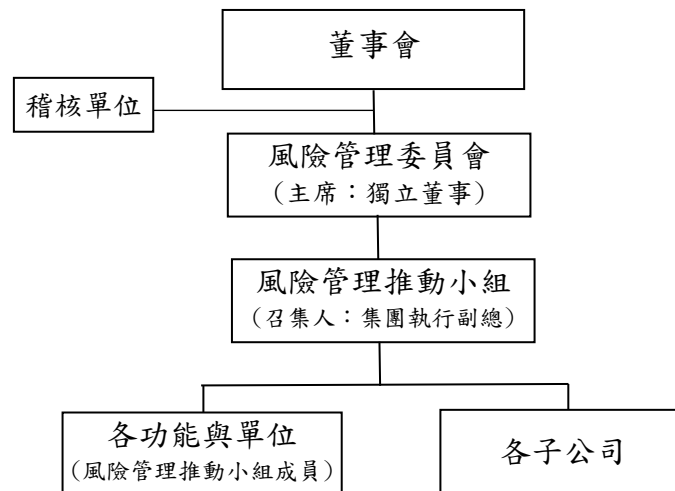 董事會
稽核單位
風險管理委員會
(主席：獨立董事)
風險管理推動小組
(召集人：集團執行副總)
各功能與單位
(風險管理推動小組成員)
各子公司